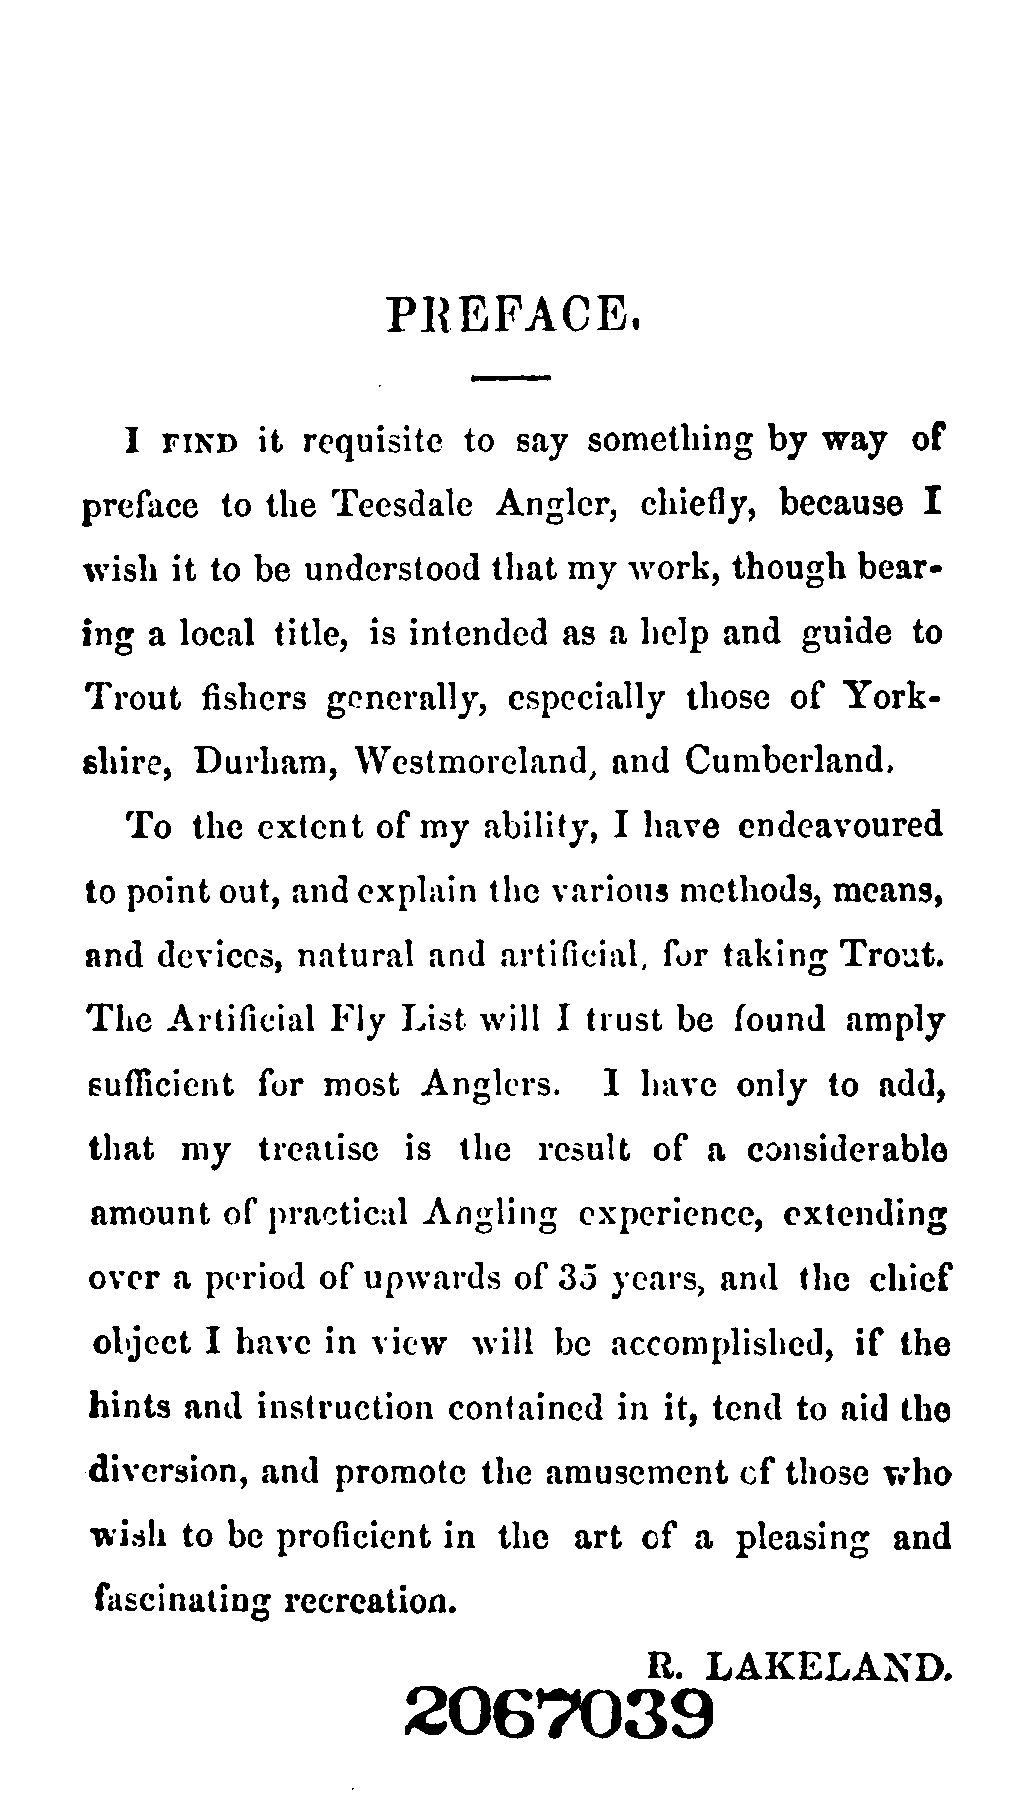 PREFACE.
I FIND it requisite to say something by way of
preface to the Teesdale Angler, chiefly, because I
wish it to be understood that my work, though bear-
ing a local title, is intended as a help and guide to
Trout fishers generally, especially those of York-
shire, Durham, Westmoreland, and Cumberland.
To the extent of my ability, I have endeavoured
to point out, and explain the various methods, means,
and devices, natural and artificial, for taking Trout.
The Artificial Fly List will I trust be found amply
sufficient for most Anglers. I have only to add,
that my treatise is the result of a considerable
amount of practical Angling experience, extending
over a period of upwards of 35 years, and the chief
object I have in view will be accomplished, if the
hints and instruction contained in it, tend to aid the
diversion, and promote the amusement of those who
wish to be proficient in the art of a pleasing and
fascinating recreation.
R. LAKELAND.
2067039